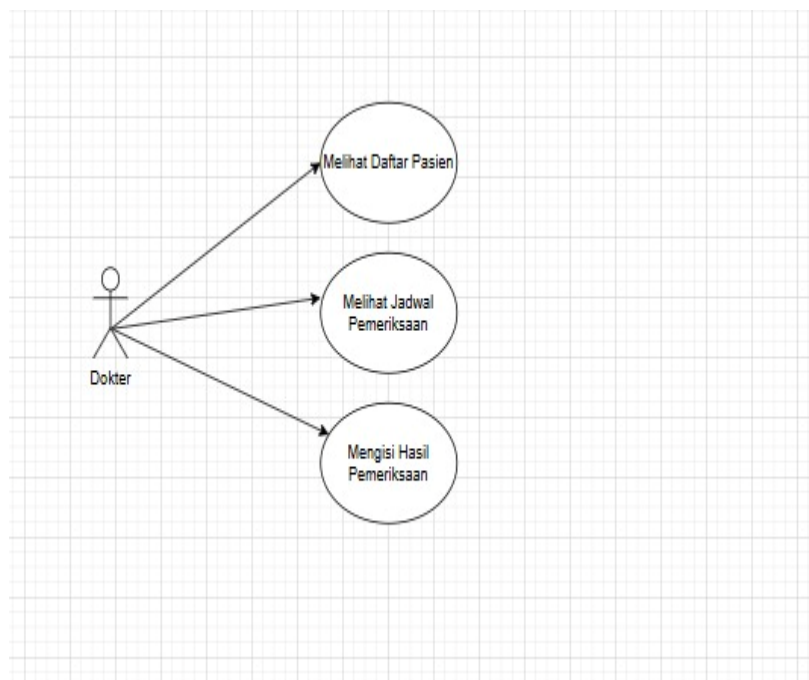 Melihat Daftar Pasien
Melihat Jadwal
Pemeriksaan
Dokter
Mengisi Hasil
Pemeriksaan